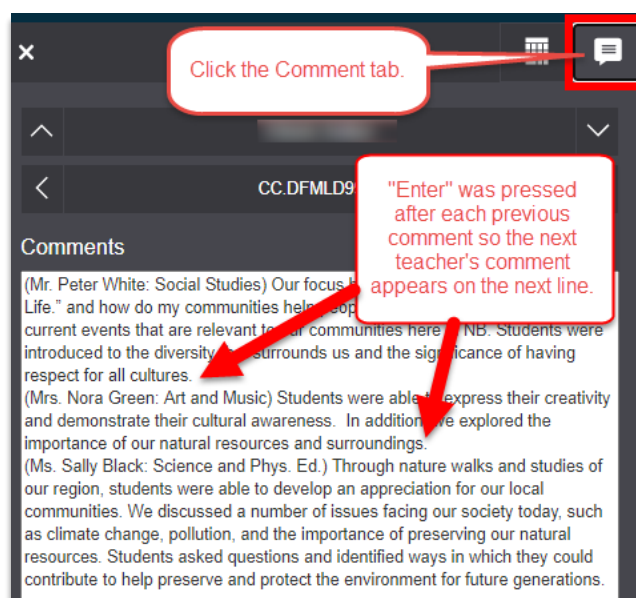 Click the Comment tab.
CC.DFMLD9
"Enter" was pressed
after each previous
comment so the next
teacher's comment
appears on the next line.
Comments
(Mr. Peter White: Social Studies) Our focus
Life." and how do my communities help
current events that are relevant to our communities here NB. Students were
introduced to the diversity surrounds us and the significance of having
respect for all cultures.
(Mrs. Nora Green: Art and Music) Students were able to express their creativity
and demonstrate their cultural awareness. In addition, we explored the
importance of our natural resources and surroundings.
(Ms. Sally Black: Science and Phys. Ed.) Through nature walks and studies of
our region, students were able to develop an appreciation for our local
communities. We discussed a number of issues facing our society today, such
as climate change, pollution, and the importance of preserving our natural
resources. Students asked questions and identified ways in which they could
contribute to help preserve and protect the environment for future generations.